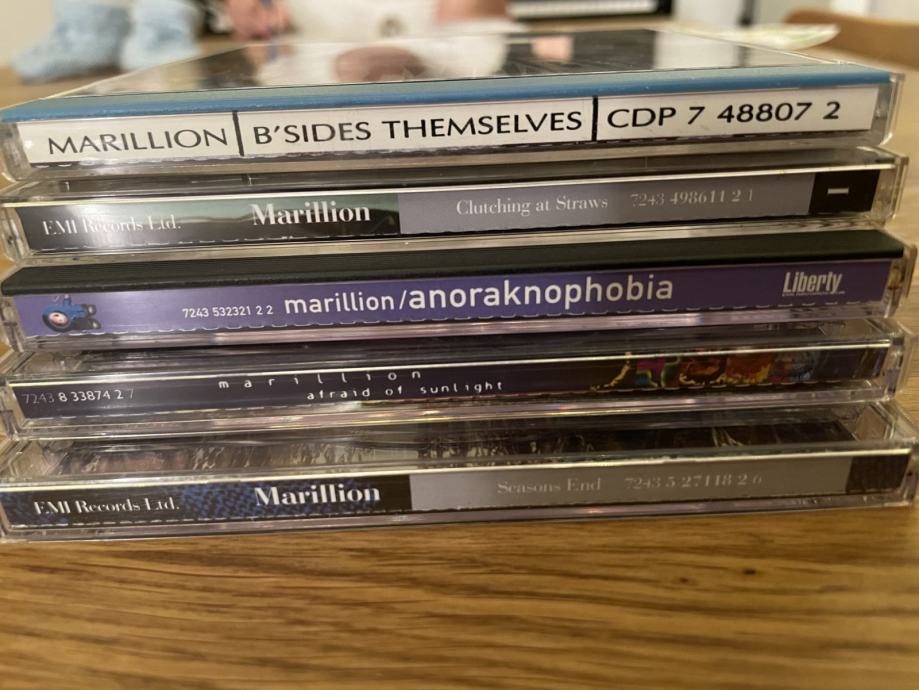 MARILLION B'SIDES THEMSELVES CDP 7 48807 2
EMI Records Ltd. Marillion Clutching at Straws 7243 498611 2 1
7243 532321 2 2 marillion/anoraknophobia Liberty
7243 8 33874 2 7 marillion
afraid of sunlight
EMI Records Ltd. Marillion Seasons End 7243 5 27118 2 6